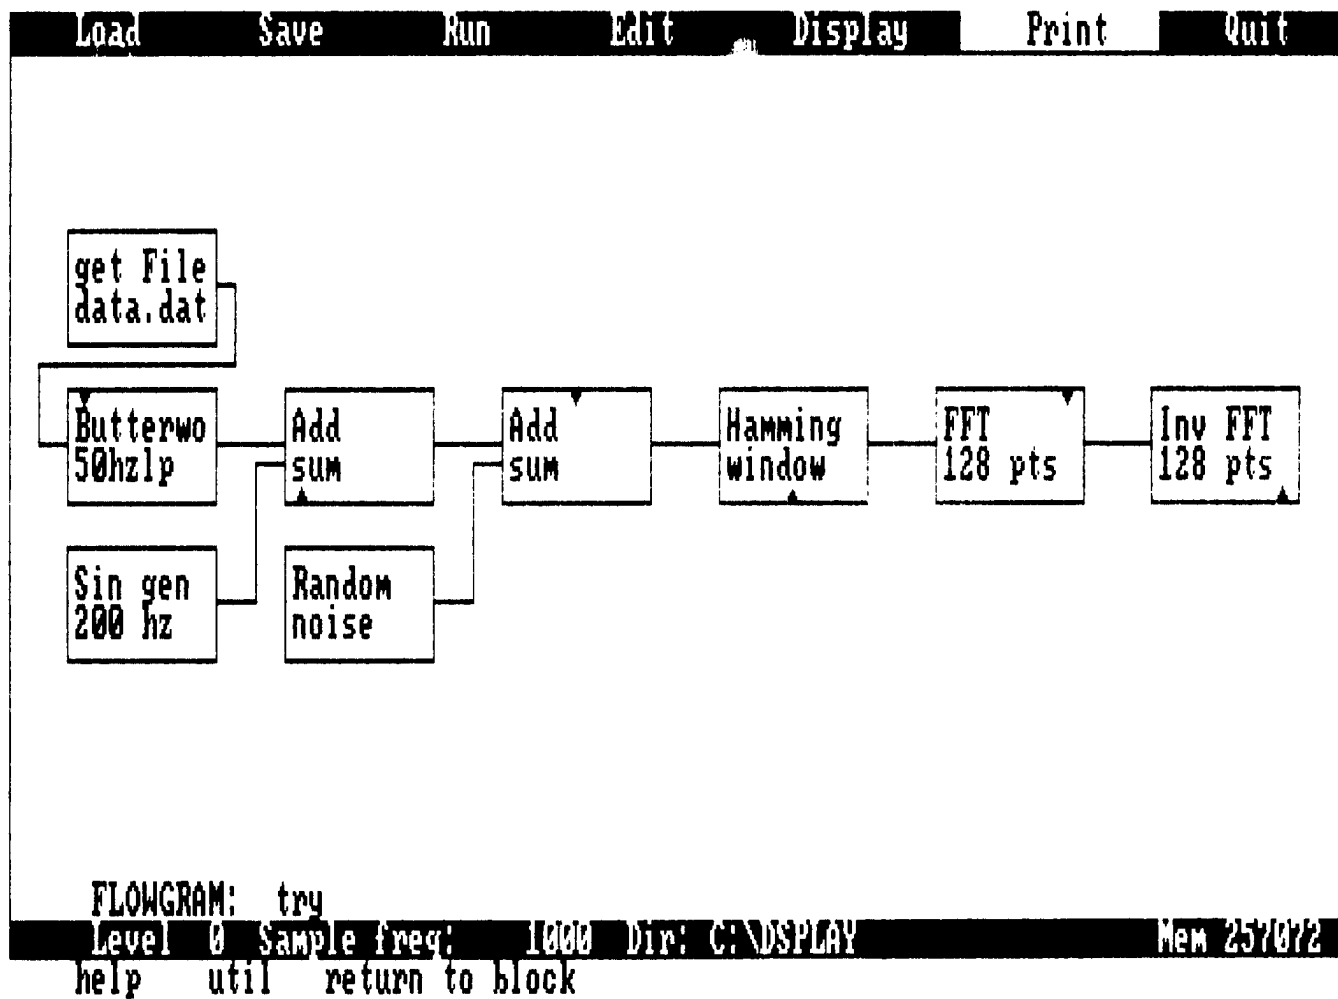 Load Save Run Edit Display Print Quit
get File
data.dat
Butterwo
50hzlp
Add
sum
Add
sum
Hamming
window
FFT
128 pts
Inv FFT
128 pts
Sin gen
200 hz
Random
noise
FLOWGRAM: try
Level 0 Sample freq: 1000 Dir: C:\DSPLAY Mem 257072
help util return to block